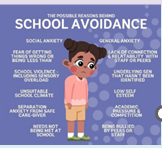 THE POSSIBLE REASONS BEHIND
SCHOOL AVOIDANCE
SOCIAL ANXIETY
GENERAL ANXIETY
FEAR OF GETTING
THINGS WRONG OR
BEING LESS THAN
LACK OF CONNECTION
& RELATABILITY WITH
STAFF OR PEERS
SCHOOL VIOLENCE
INCLUDING SENSORY
OVERLOAD
UNDERLYING SEN
THAT HASN'T BEEN
IDENTIFIED
UNSUITABLE
SCHOOL CLIMATE
LOW SELF
ESTEEM
SEPARATION
ANXIETY FROM SAFE
CARE-GIVER
ACADEMIC
PRESSURE &
COMPETITION
NEEDS NOT
BEING MET AT
SCHOOL
BEING BULLIED
BY PEERS OR
STAFF